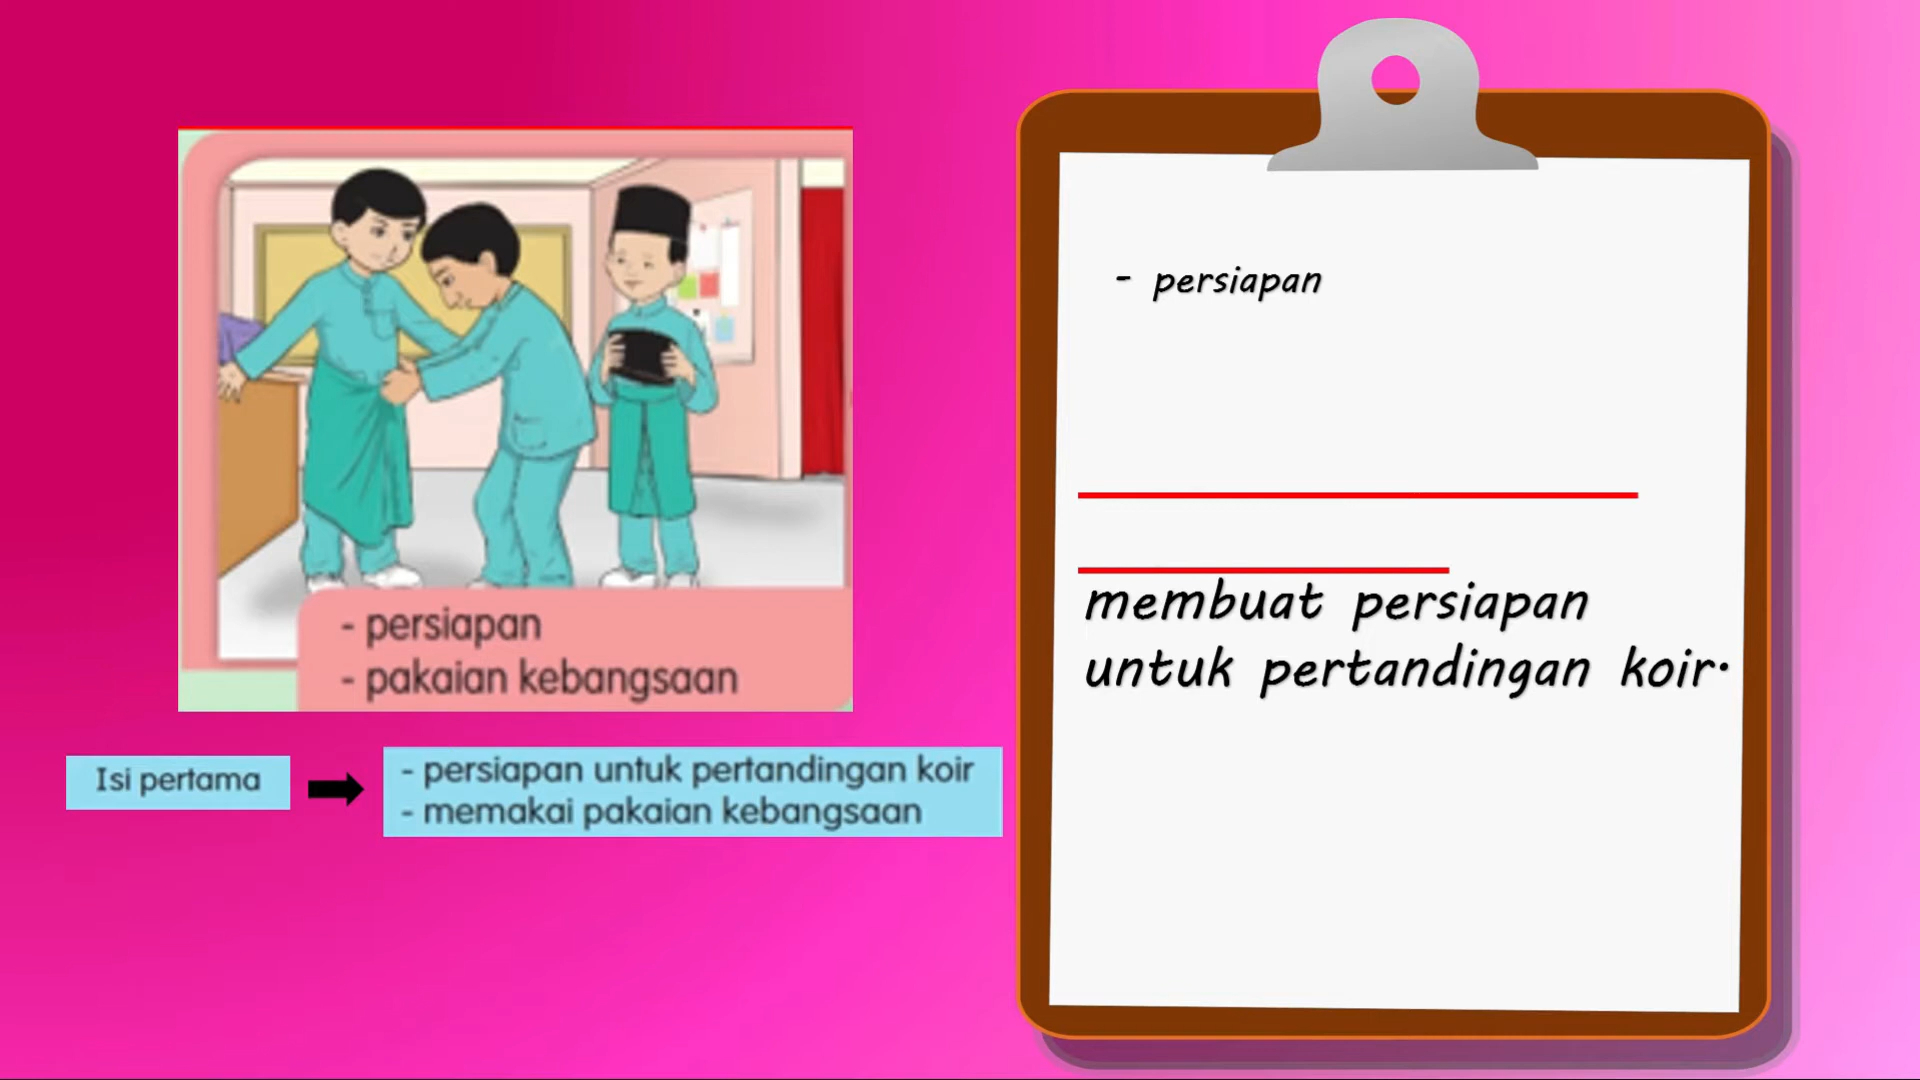 - persiapan
- pakaian kebangsaan
Isi pertama
- persiapan untuk pertandingan koir
- memakai pakaian kebangsaan
- persiapan
membuat persiapan
untuk pertandingan koir.